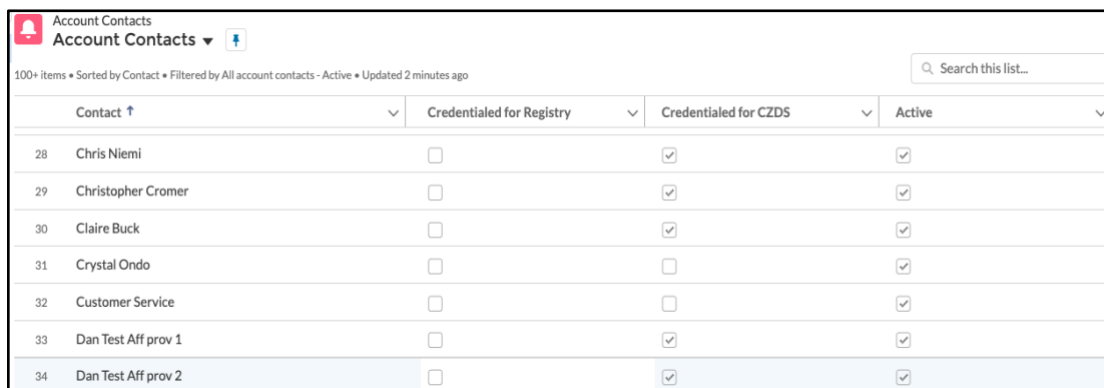 Account Contacts
Account Contacts
100+ items • Sorted by Contact • Filtered by All account contacts - Active • Updated 2 minutes ago
Search this list...
Contact ↑ Credentialed for Registry Credentialed for CZDS Active
28 Chris Niemi
29 Christopher Cromer
30 Claire Buck
31 Crystal Ondo
32 Customer Service
33 Dan Test Aff prov 1
34 Dan Test Aff prov 2